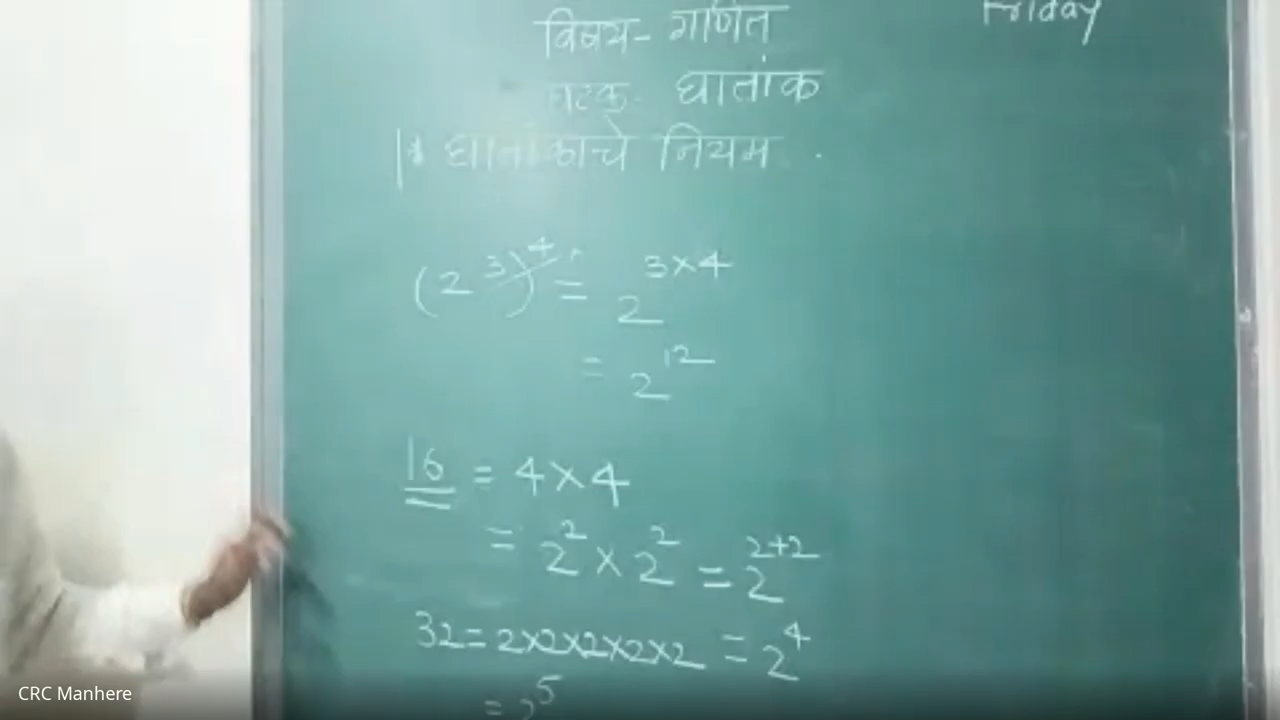 Friday
विषय- गणित
घटक- घातांक
* घातांकाचे नियम .
(2³)⁴ = 2³ˣ⁴
= 2¹²
16 = 4×4
= 2² × 2² = 2²⁺²
32 = 2×2×2×2×2 = 2⁴
= 2⁵
CRC Manhere